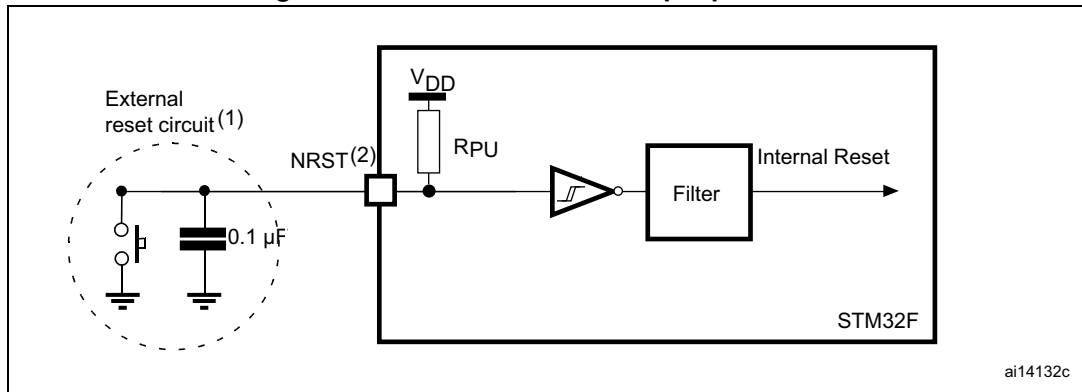 VDD
External
reset circuit(1)
NRST(2)
RPU
Internal Reset
Filter
0.1 µF
STM32F
ai14132c